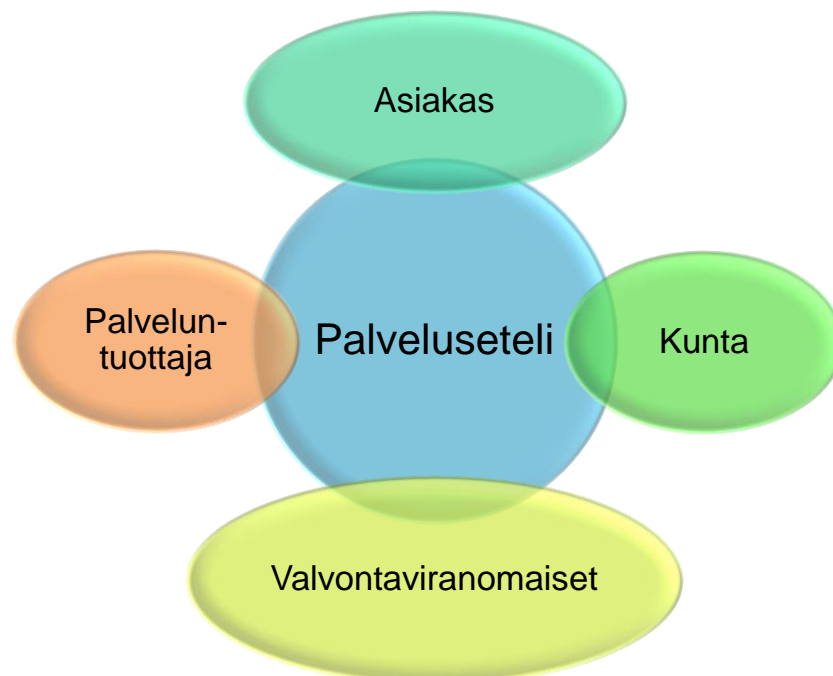 Asiakas
Palvelun-
tuottaja
Palveluseteli
Kunta
Valvontaviranomaiset